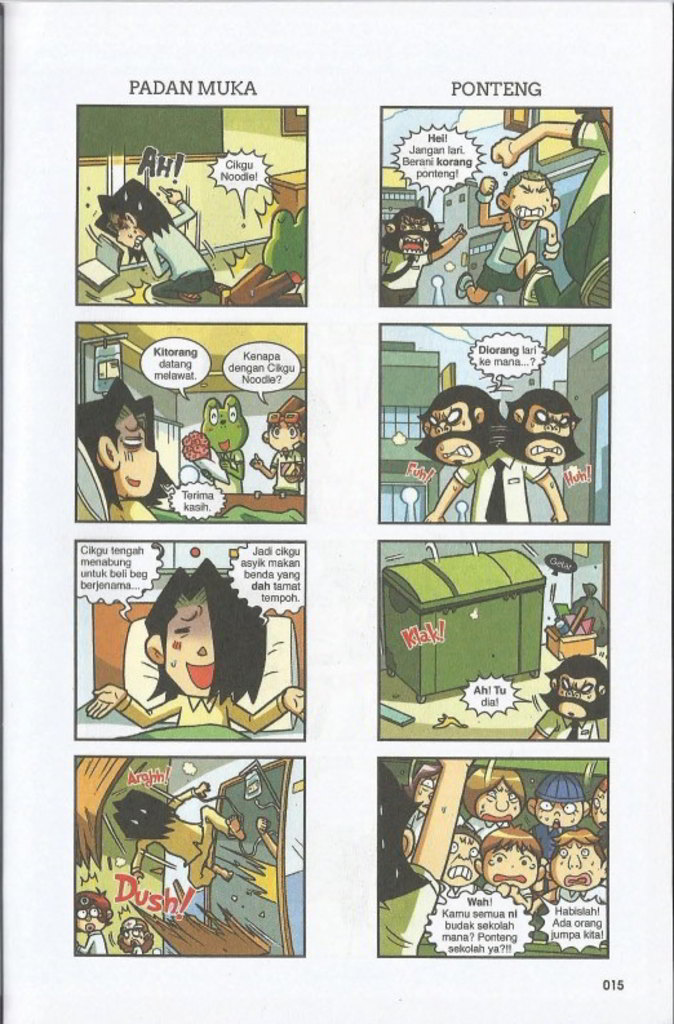 PADAN MUKA
AH!
Cikgu
Noodle!
Kitorang
datang
melawat.
Kenapa
dengan Cikgu
Noodle?
Terima
kasih.
Cikgu tengah
menabung
untuk beli beg
berjenama...
Jadi cikgu
asyik makan
benda yang
dah tamat
tempoh.
Arghh!
Dush!
PONTENG
Hei!
Jangan lari.
Berani korang
ponteng!
Diorang lari
ke mana...?
Fuh!
Huh!
Klak!
Ah! Tu
dia!
Wah!
Kamu semua ni
budak sekolah
mana? Ponteng
sekolah ya?!!
Habislah!
Ada orang
jumpa kita!
015